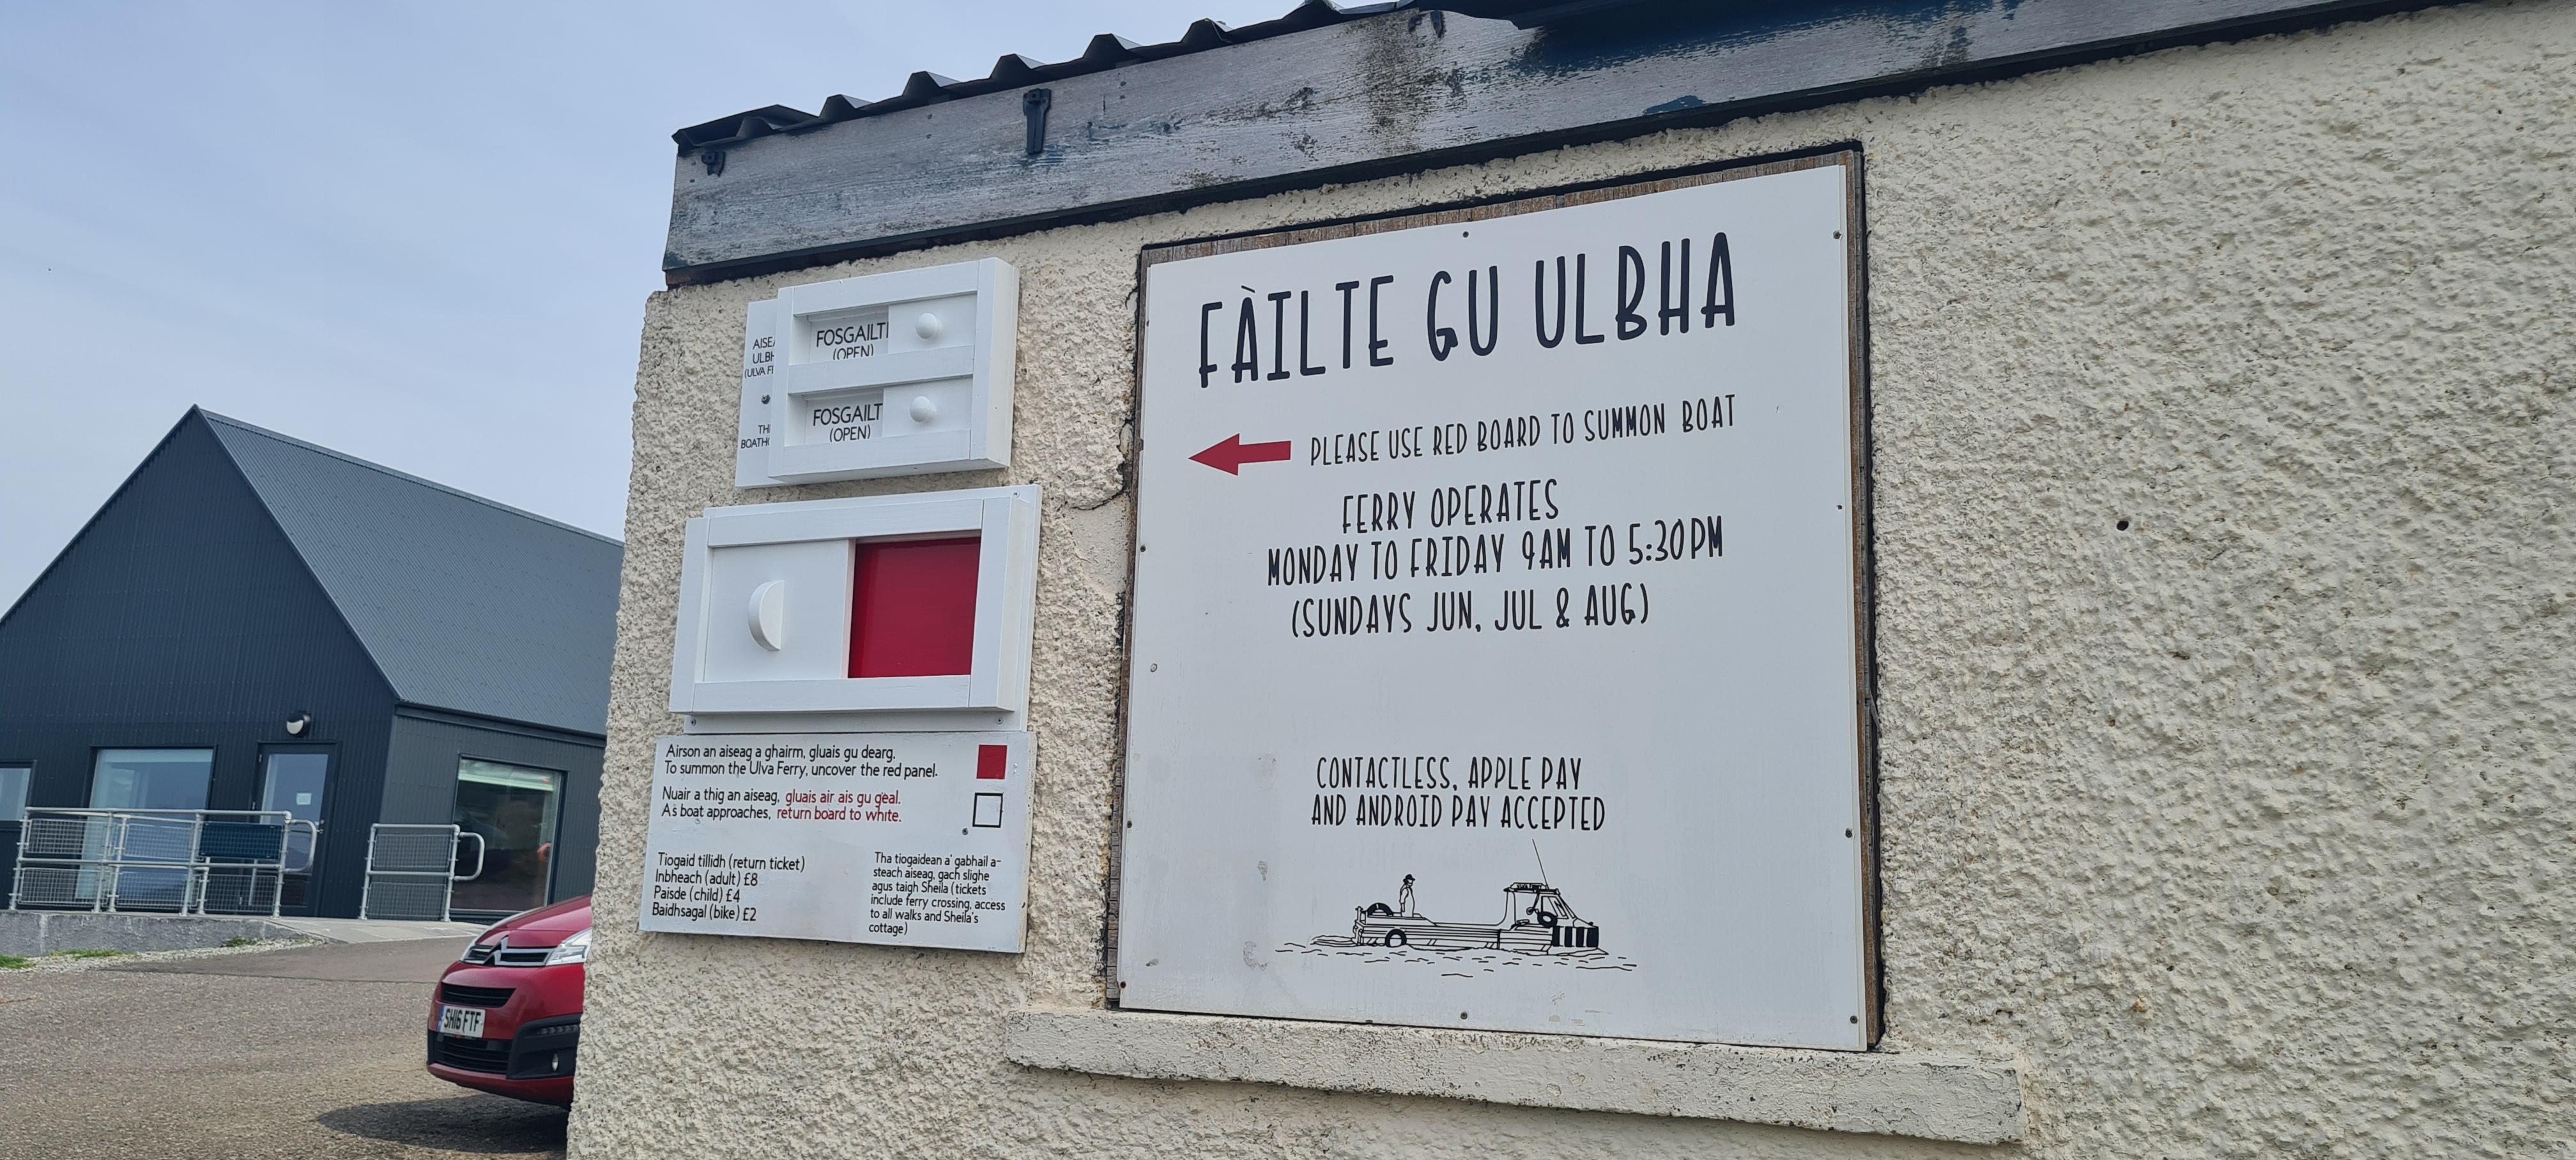 FOSGAILT
(OPEN)
FOSGAILT
(OPEN)
Airson an aiseag a ghairm, gluais gu dearg.
To summon the Ulva Ferry, uncover the red panel.
Nuair a thig an aiseag, gluais air ais gu geal.
As boat approaches, return board to white.
Tiogaid tillidh (return ticket)
Inbheach (adult) £8
Paisde (child) £4
Baidhsagal (bike) £2
Tha tiogaidean a' gabhail a-
steach aiseag, gach slighe
agus taigh Sheila (tickets
include ferry crossing, access
to all walks and Sheila's
cottage)
FÀILTE GU ULBHA
PLEASE USE RED BOARD TO SUMMON BOAT
FERRY OPERATES
MONDAY TO FRIDAY 9AM TO 5:30PM
(SUNDAYS JUN, JUL & AUG)
CONTACTLESS, APPLE PAY
AND ANDROID PAY ACCEPTED
SH16 FTF